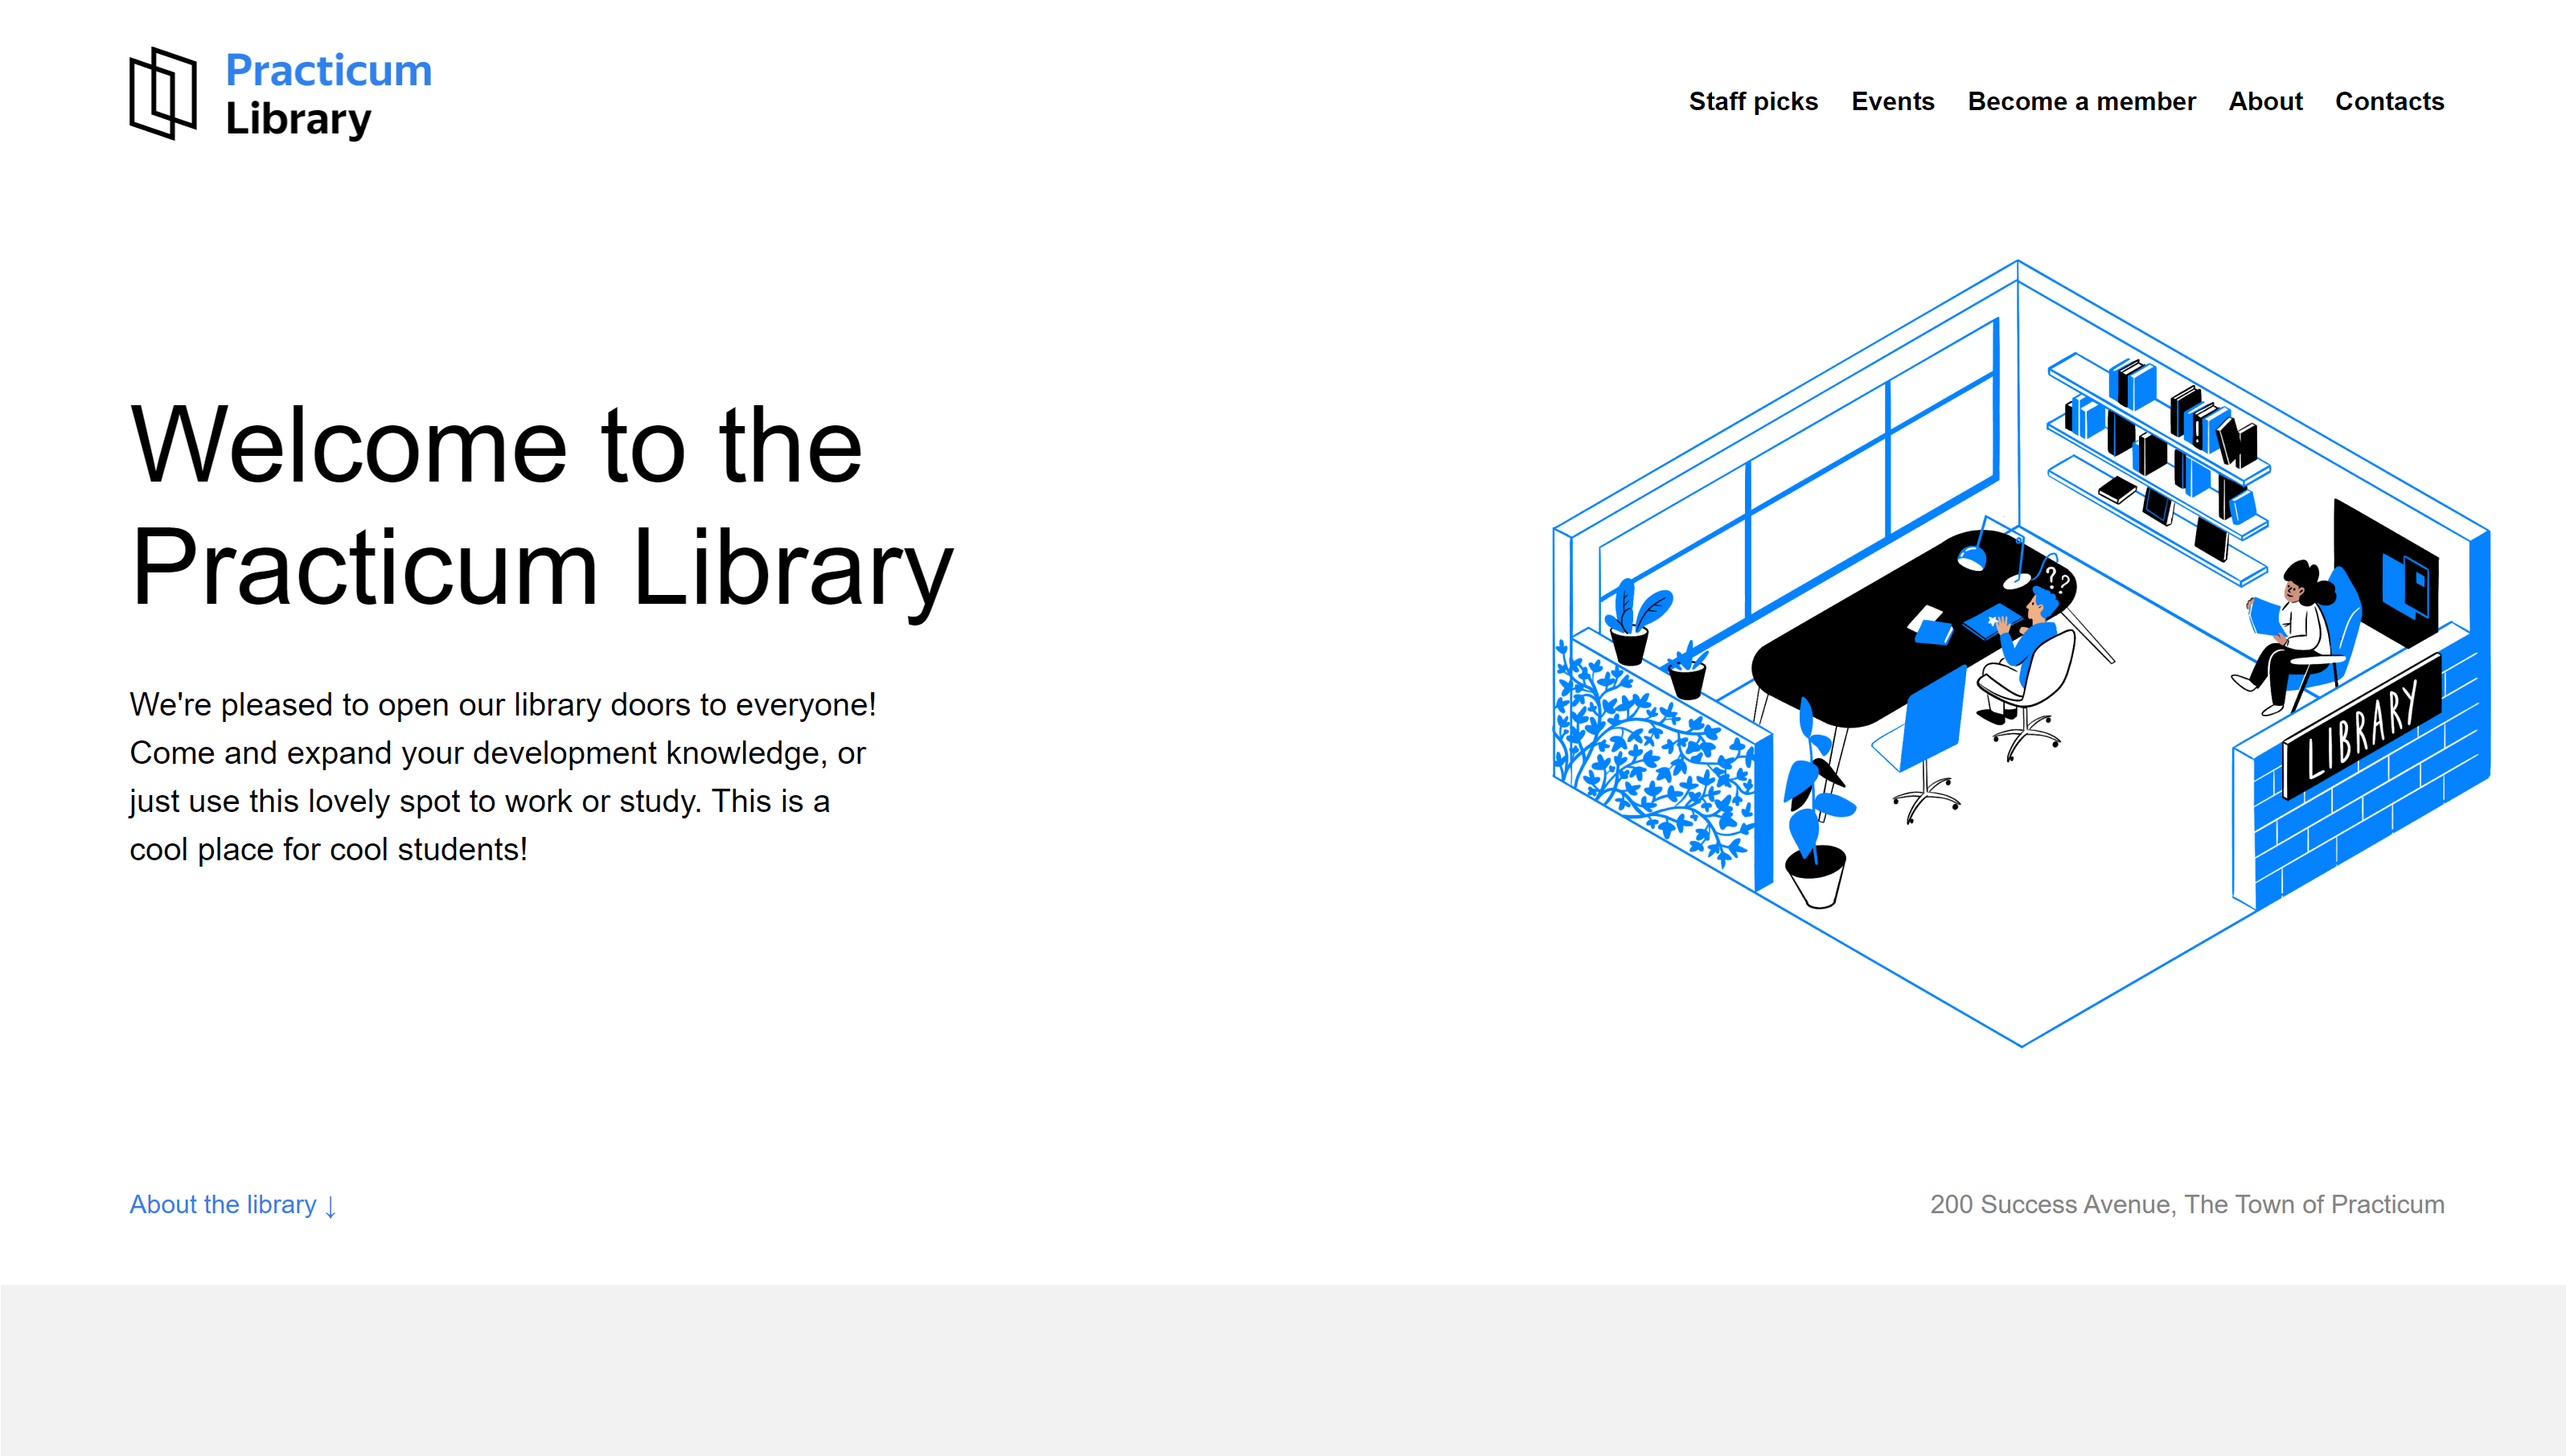 Practicum
Library
Staff picks Events Become a member About Contacts
Welcome to the
Practicum Library
We're pleased to open our library doors to everyone!
Come and expand your development knowledge, or
just use this lovely spot to work or study. This is a
cool place for cool students!
??
LIBRARY
About the library ↓
200 Success Avenue, The Town of Practicum